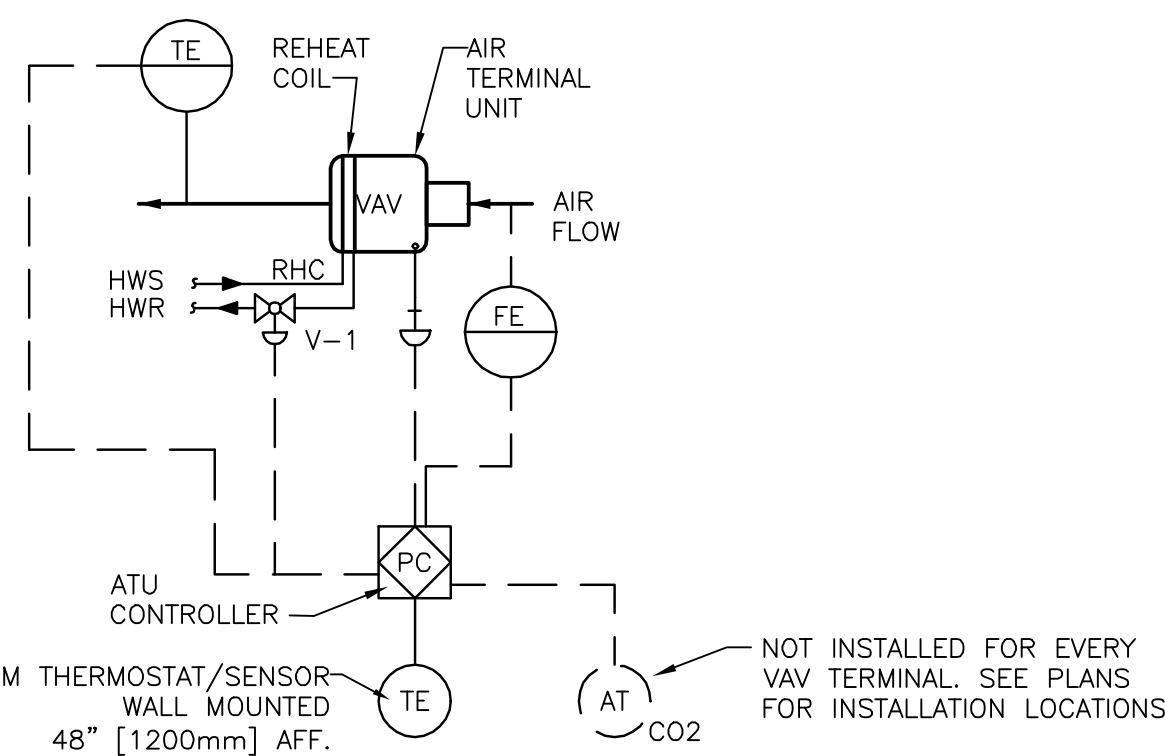 TE
REHEAT
COIL
AIR
TERMINAL
UNIT
VAV
AIR
FLOW
HWS
RHC
HWR
V-1
FE
PC
ATU
CONTROLLER
M THERMOSTAT/SENSOR
WALL MOUNTED
48" [1200mm] AFF.
TE
AT
CO2
NOT INSTALLED FOR EVERY
VAV TERMINAL. SEE PLANS
FOR INSTALLATION LOCATIONS